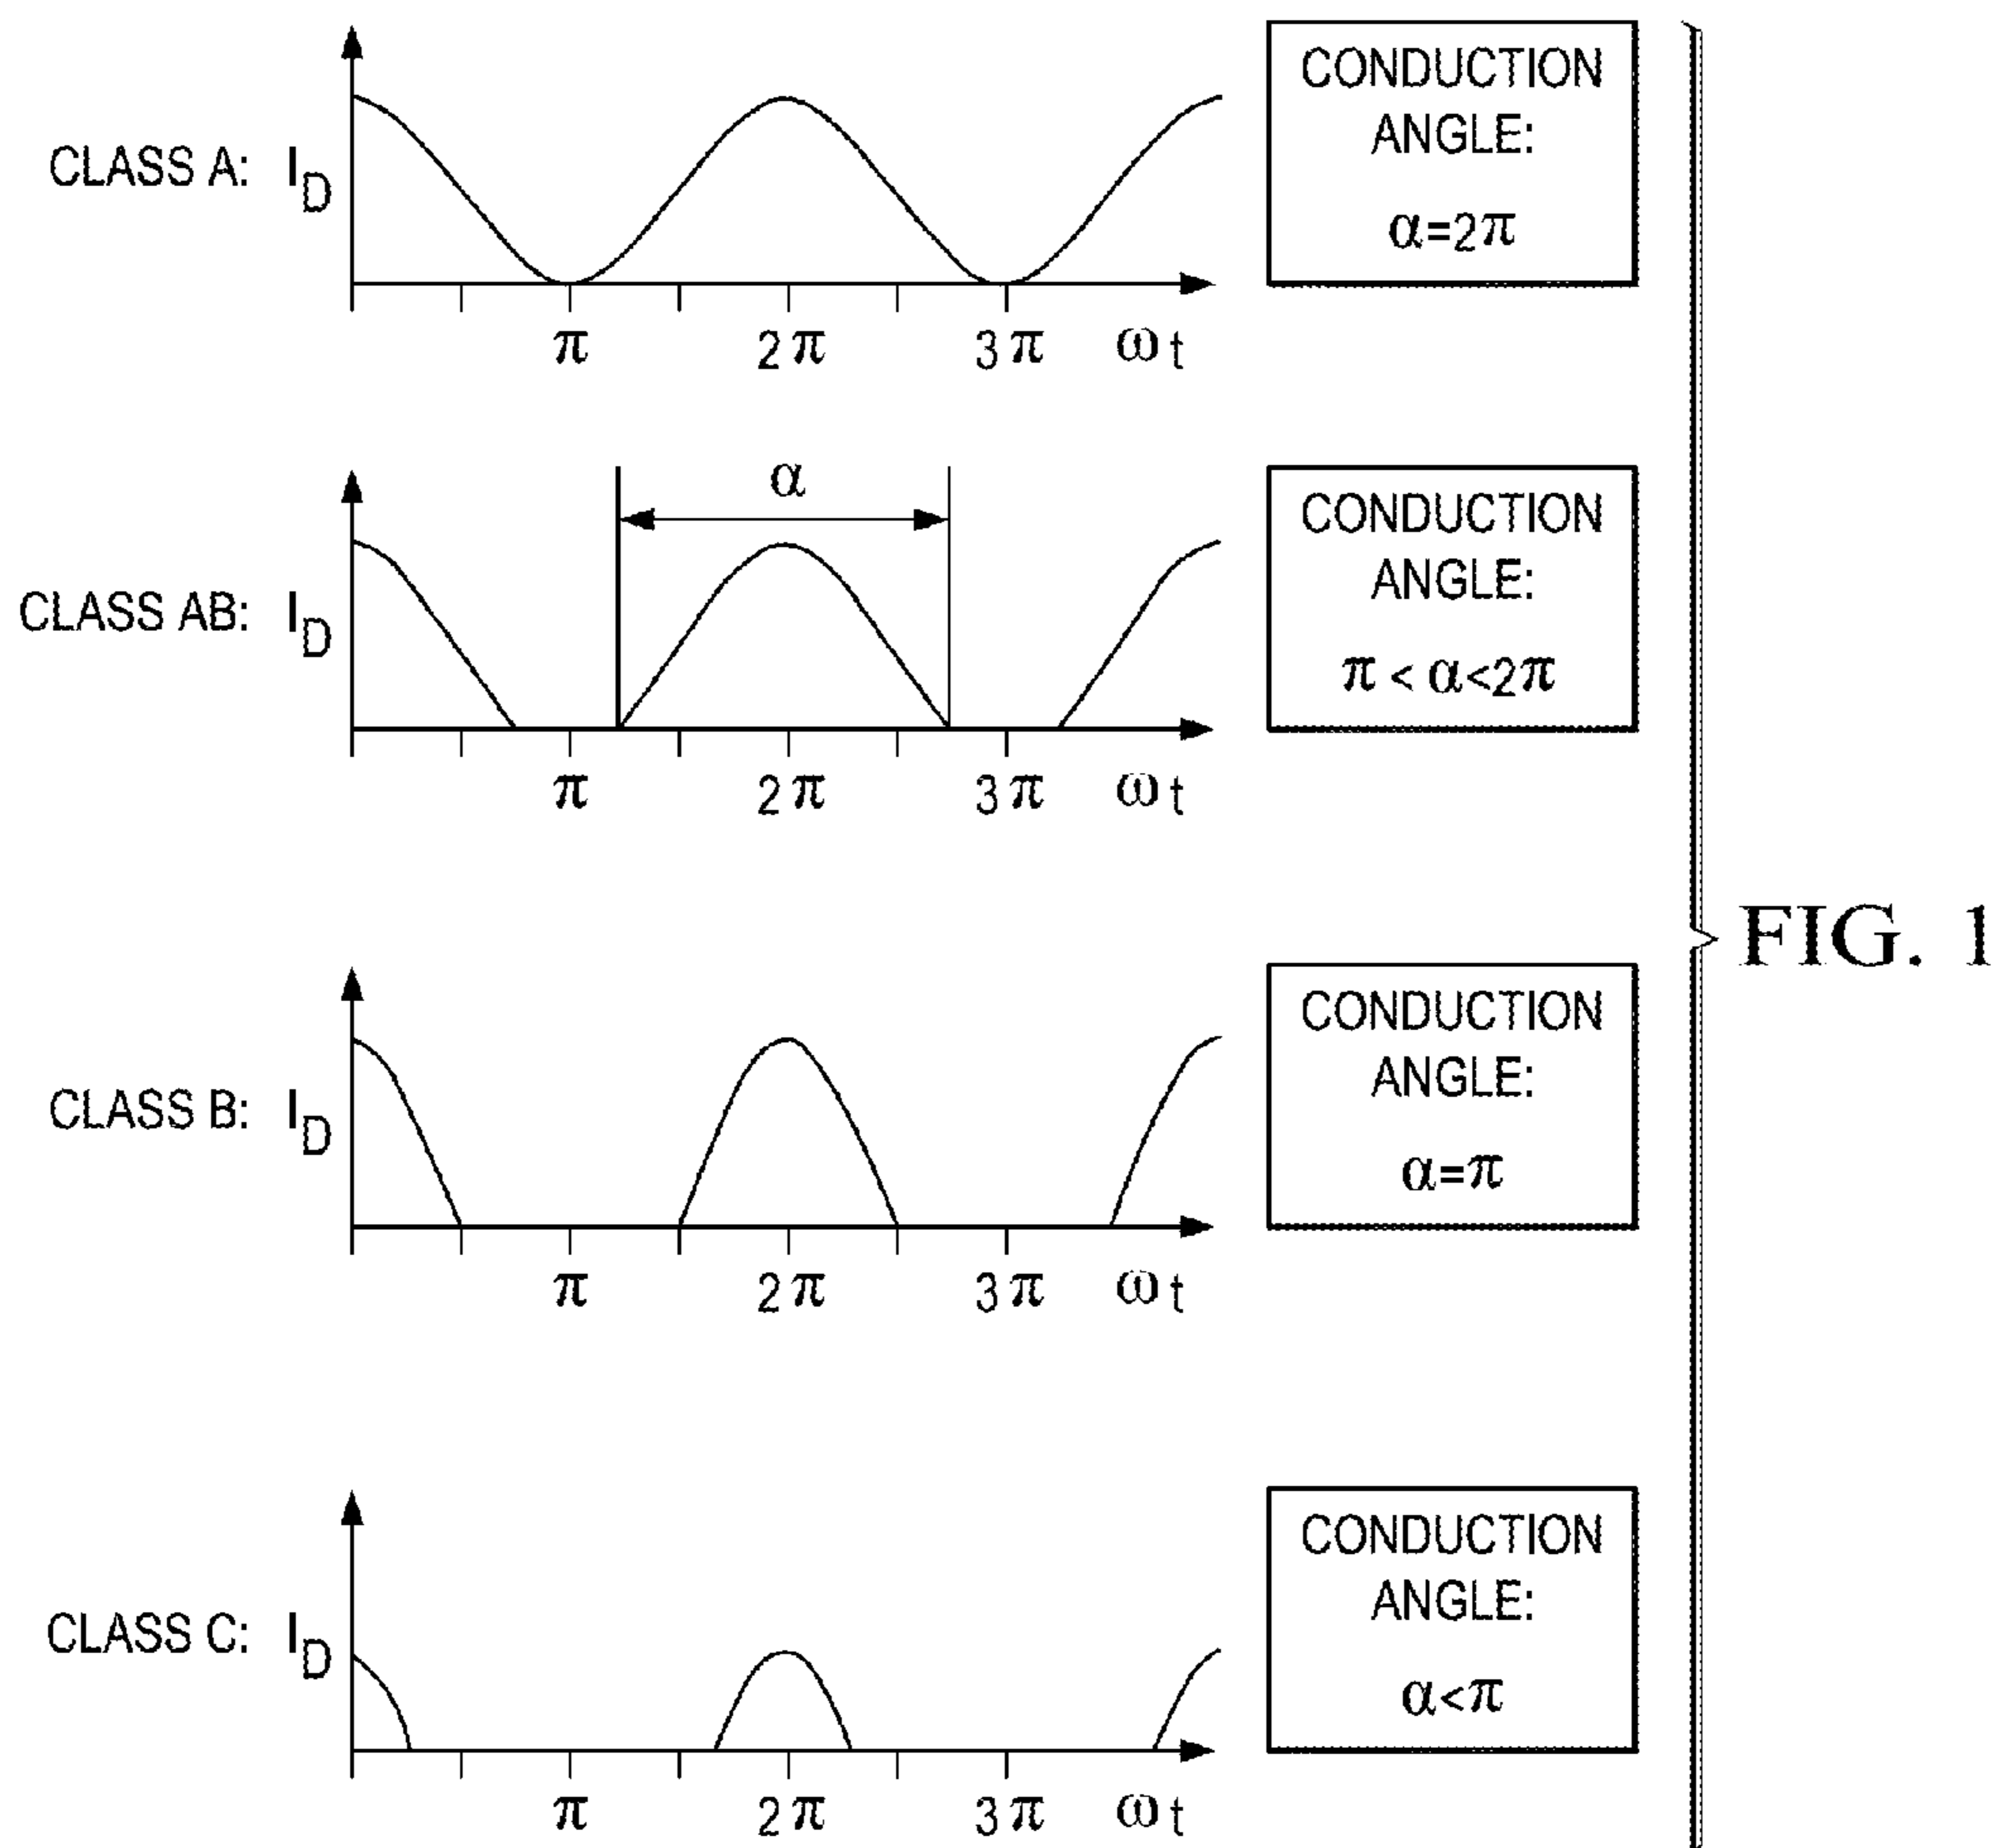 CLASS A: I_D
π 2π 3π ωt
CONDUCTION
ANGLE:
α=2π
CLASS AB: I_D
α
π 2π 3π ωt
CONDUCTION
ANGLE:
π < α<2π
CLASS B: I_D
π 2π 3π ωt
CONDUCTION
ANGLE:
α=π
CLASS C: I_D
π 2π 3π ωt
CONDUCTION
ANGLE:
α<π
FIG. 1